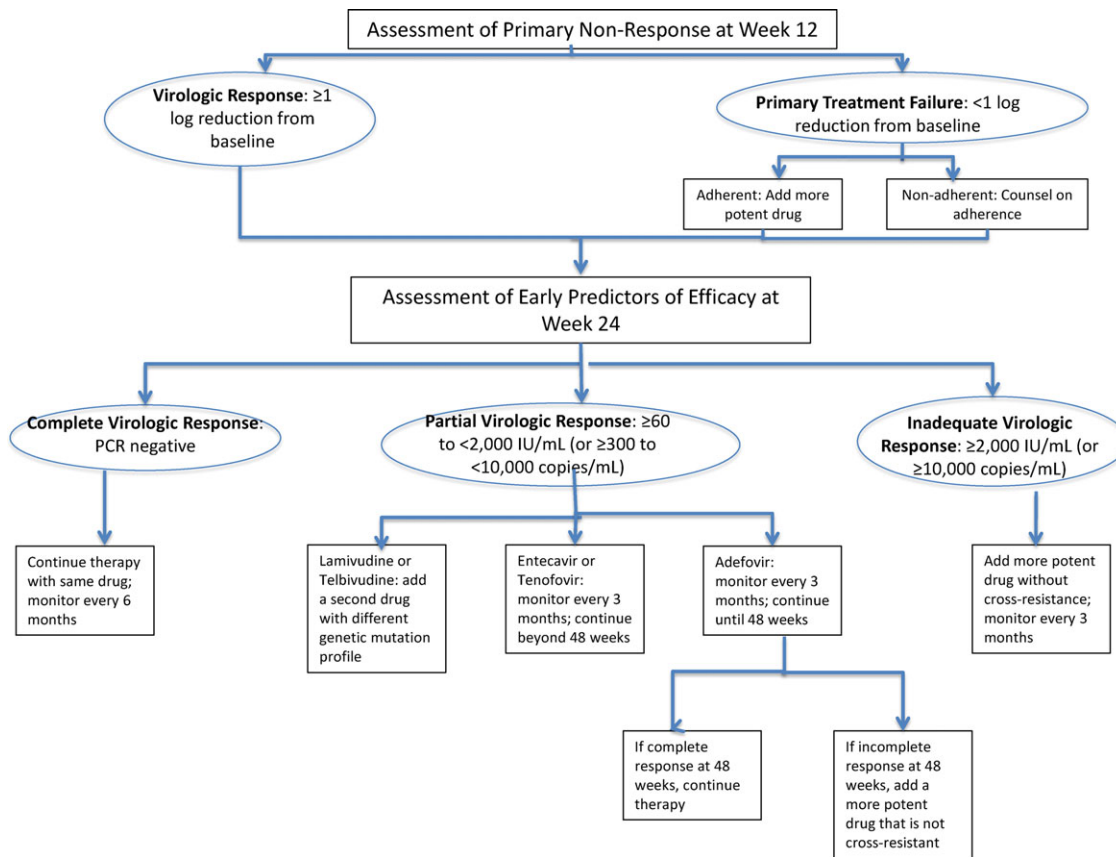 Assessment of Primary Non-Response at Week 12
Virologic Response: ≥1
log reduction from
baseline
Primary Treatment Failure: <1 log
reduction from baseline
Adherent: Add more
potent drug
Non-adherent: Counsel on
adherence
Assessment of Early Predictors of Efficacy at
Week 24
Complete Virologic Response:
PCR negative
Partial Virologic Response: ≥60
to <2,000 IU/mL (or ≥300 to
<10,000 copies/mL)
Inadequate Virologic
Response: ≥2,000 IU/mL (or
≥10,000 copies/mL)
Continue therapy
with same drug;
monitor every 6
months
Lamivudine or
Telbivudine: add
a second drug
with different
genetic mutation
profile
Entecavir or
Tenofovir:
monitor every 3
months; continue
beyond 48 weeks
Adefovir:
monitor every 3
months; continue
until 48 weeks
Add more potent
drug without
cross-resistance;
monitor every 3
months
If complete
response at 48
weeks, continue
therapy
If incomplete
response at 48
weeks, add a
more potent
drug that is not
cross-resistant